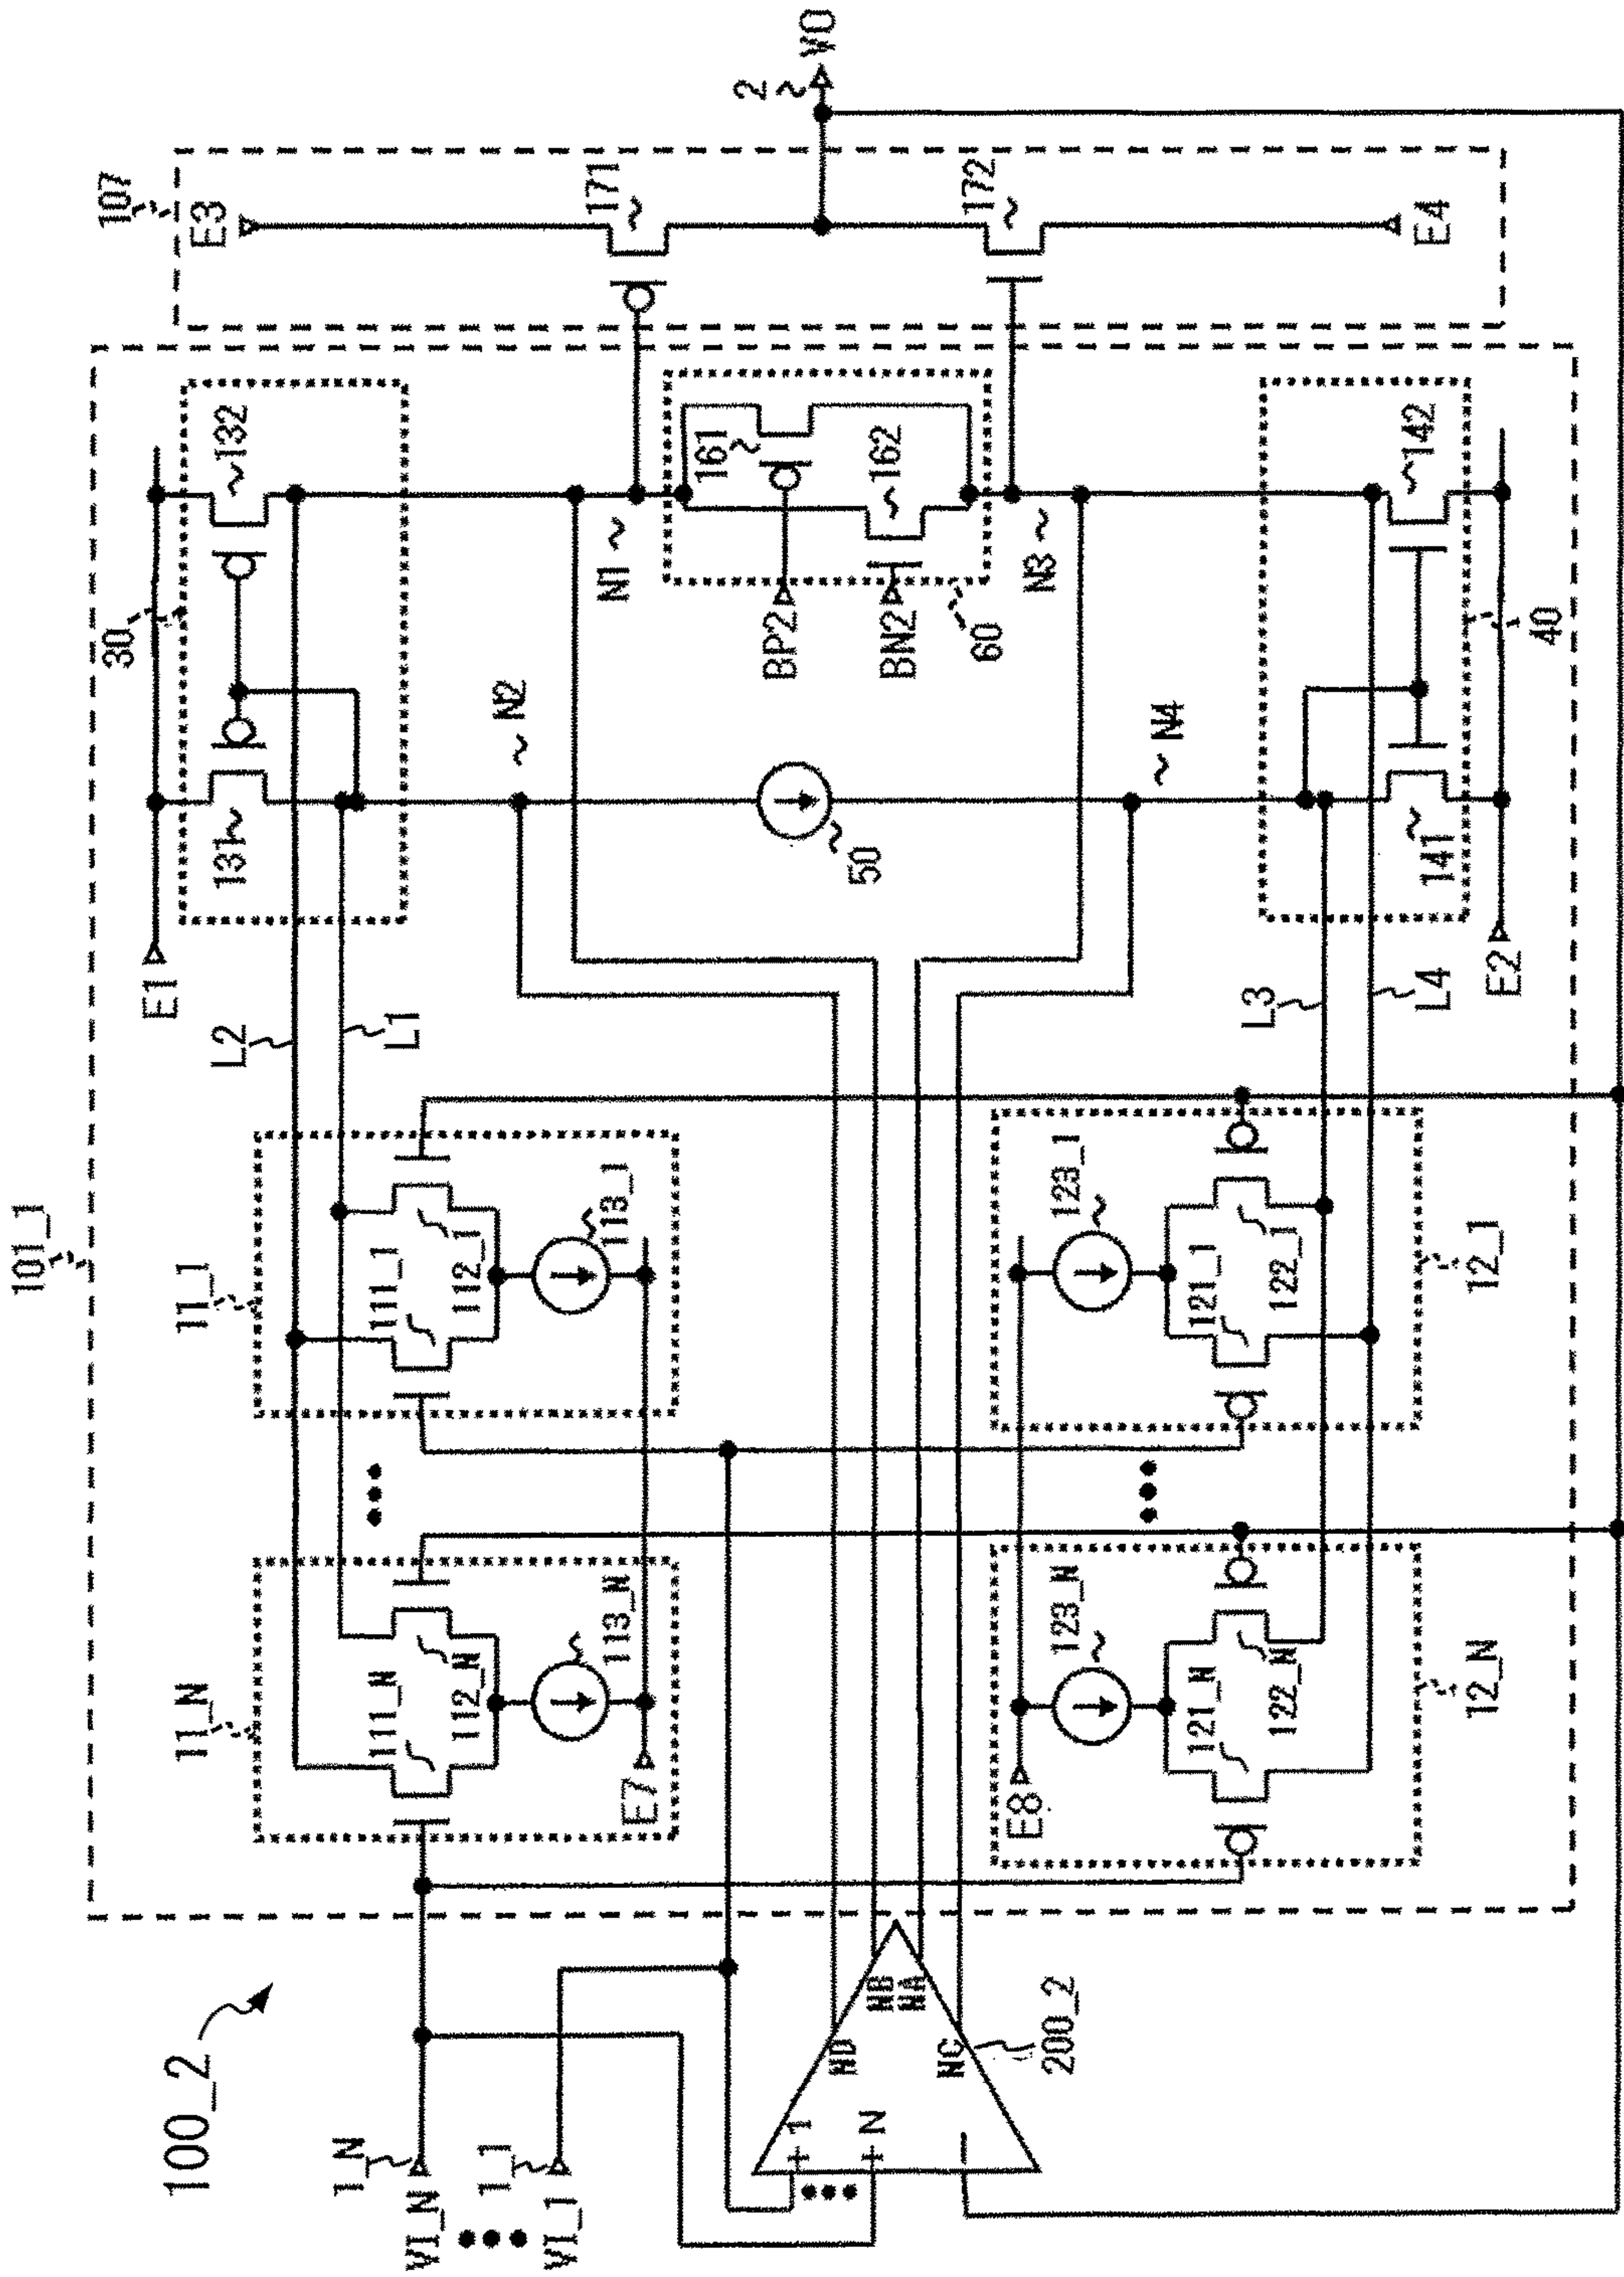 100_2
101_1
107
E3
171
2
VO
172
E4
E1
30
131
132
L2
L1
N2
N1
161
162
BP2
BN2
60
50
N3
N4
141
142
40
L3
L4
E2
11_1
111_1
112_1
113_1
11_N
111_N
112_N
113_N
E7
123_1
121_1
122_1
12_1
123_N
121_N
122_N
12_N
E8
1_N
VI_N
1_1
VI_1
+ 1
+ N
−
ND
NB
NA
NC
200_2